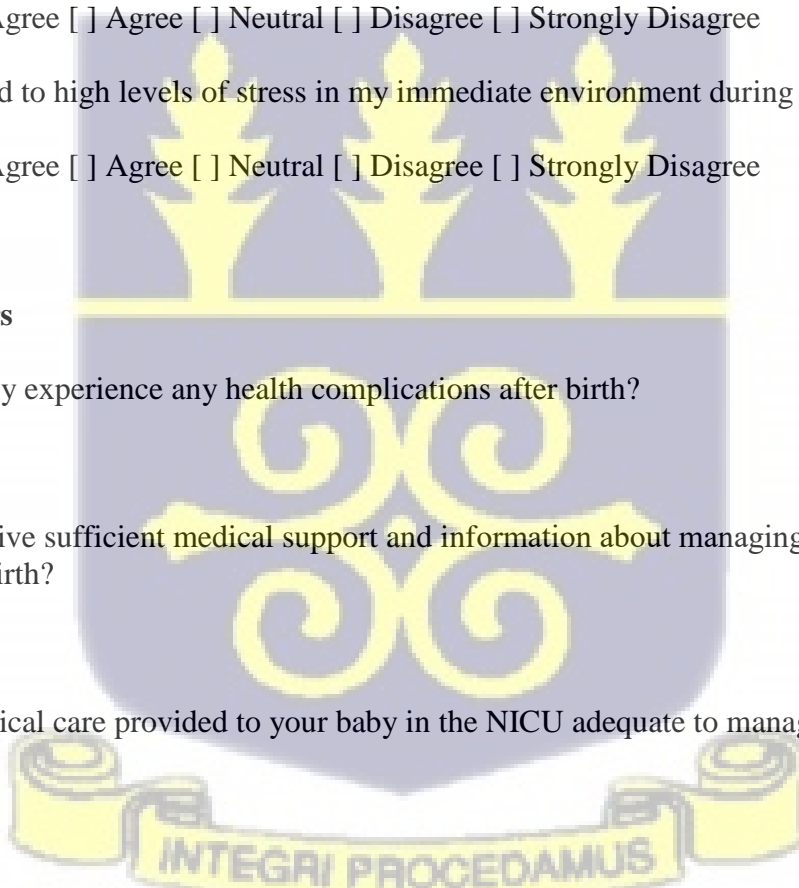 Agree [ ] Agree [ ] Neutral [ ] Disagree [ ] Strongly Disagree
d to high levels of stress in my immediate environment during
Agree [ ] Agree [ ] Neutral [ ] Disagree [ ] Strongly Disagree
s
y experience any health complications after birth?
ive sufficient medical support and information about managing
irth?
ical care provided to your baby in the NICU adequate to manag
INTEGRI PROCEDAMUS